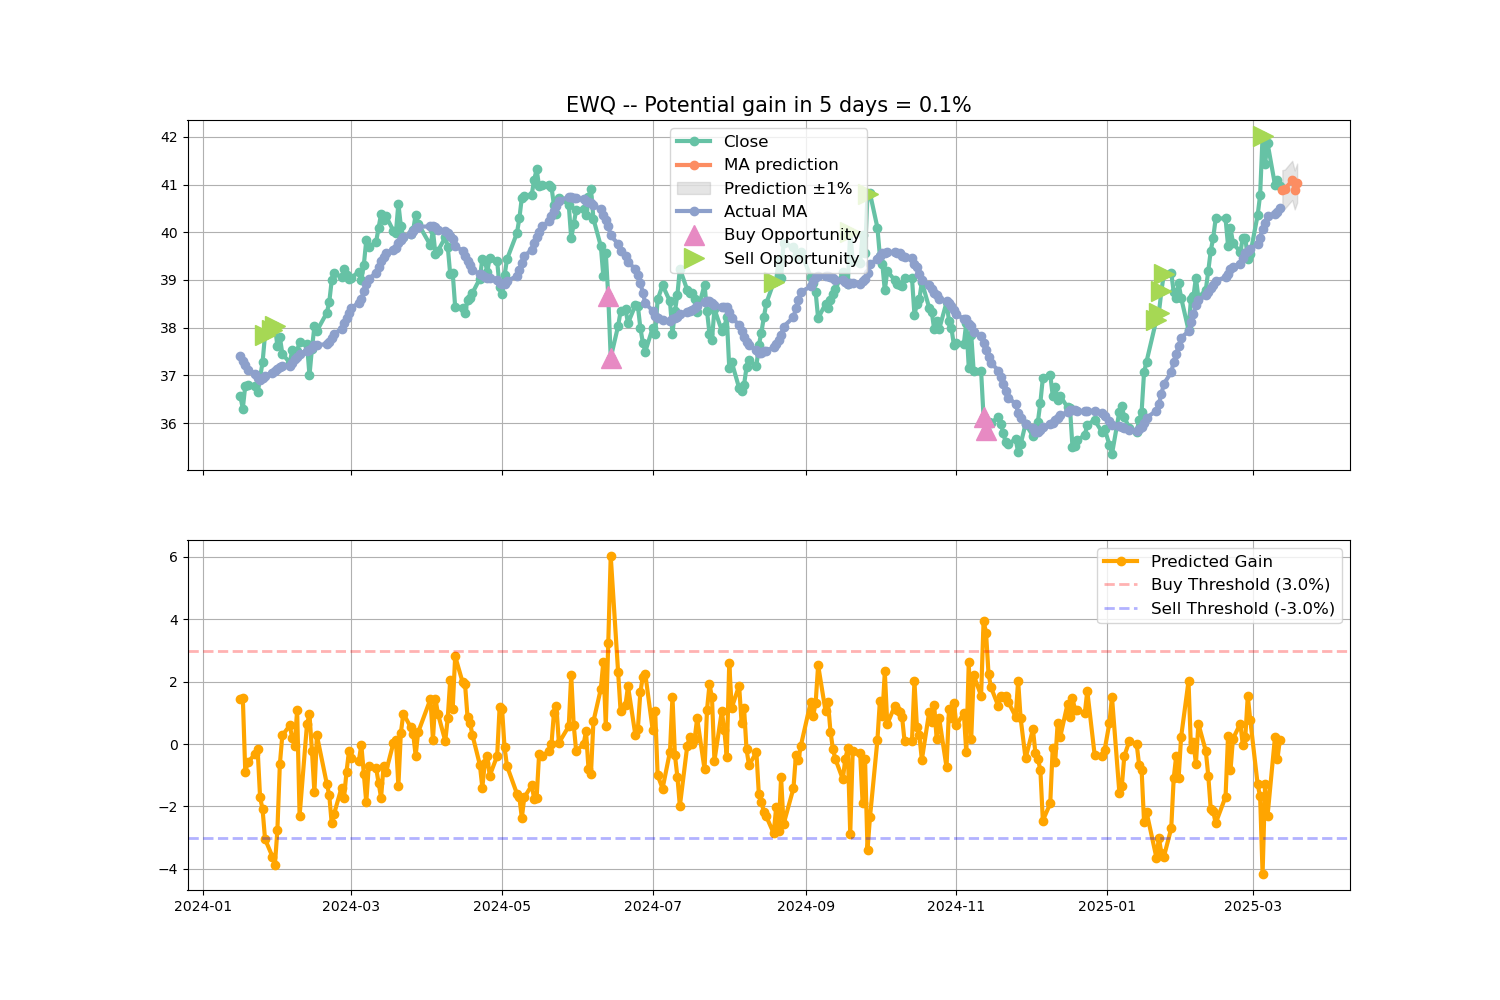 EWQ -- Potential gain in 5 days = 0.1%
42
41
40
39
38
37
36
Close
MA prediction
Prediction ±1%
Actual MA
Buy Opportunity
Sell Opportunity
6
4
2
0
−2
−4
Predicted Gain
Buy Threshold (3.0%)
Sell Threshold (-3.0%)
2024-01
2024-03
2024-05
2024-07
2024-09
2024-11
2025-01
2025-03